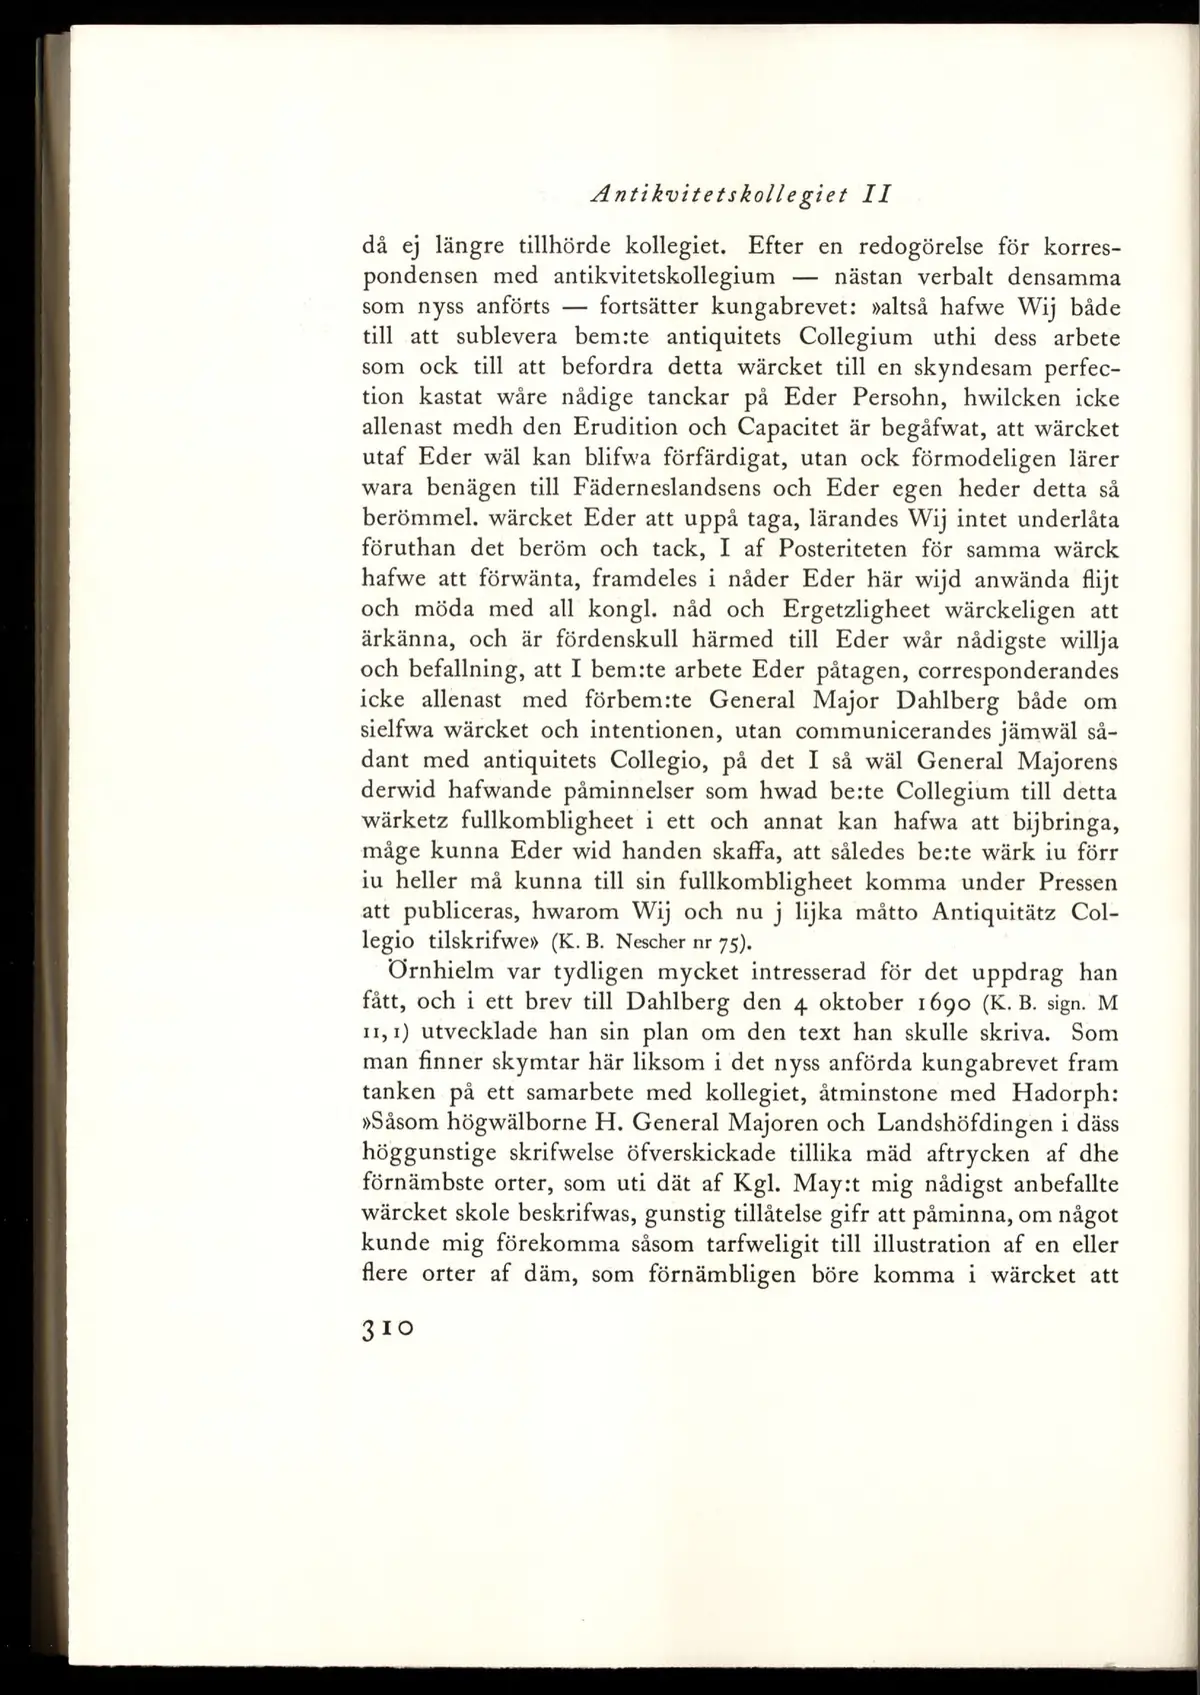 Antikvitetskollegiet II
då ej längre tillhörde kollegiet. Efter en redogörelse för korres-
pondensen med antikvitetskollegium — nästan verbalt densamma
som nyss anförts — fortsätter kungabrevet: »altså hafwe Wij både
till att sublevera bem:te antiquitets Collegium uthi dess arbete
som ock till att befordra detta wärcket till en skyndesam perfec-
tion kastat wåre nådige tanckar på Eder Persohn, hwilcken icke
allenast medh den Erudition och Capacitet är begåfwat, att wärcket
utaf Eder wäl kan blifwa förfärdigat, utan ock förmodeligen lärer
wara benägen till Fäderneslandsens och Eder egen heder detta så
berömmel. wärcket Eder att uppå taga, lärandes Wij intet underlåta
föruthan det beröm och tack, I af Posteriteten för samma wärck
hafwe att förwänta, framdeles i nåder Eder här wijd anwända flijt
och möda med all kongl. nåd och Ergetzligheet wärckeligen att
ärkänna, och är fördenskull härmed till Eder wår nådigste willja
och befallning, att I bem:te arbete Eder påtagen, corresponderandes
icke allenast med förbem:te General Major Dahlberg både om
sielfwa wärcket och intentionen, utan communicerandes jämwäl så-
dant med antiquitets Collegio, på det I så wäl General Majorens
derwid hafwande påminnelser som hwad be:te Collegium till detta
wärketz fullkombligheet i ett och annat kan hafwa att bijbringa,
måge kunna Eder wid handen skaffa, att således be:te wärk iu förr
iu heller må kunna till sin fullkombligheet komma under Pressen
att publiceras, hwarom Wij och nu j lijka måtto Antiquitätz Col-
legio tilskrifwe» (K. B. Nescher nr 75).
Örnhielm var tydligen mycket intresserad för det uppdrag han
fått, och i ett brev till Dahlberg den 4 oktober 1690 (K. B. sign. M
11,1) utvecklade han sin plan om den text han skulle skriva. Som
man finner skymtar här liksom i det nyss anförda kungabrevet fram
tanken på ett samarbete med kollegiet, åtminstone med Hadorph:
»Såsom högwälborne H. General Majoren och Landshöfdingen i däss
höggunstige skrifwelse öfverskickade tillika mäd aftrycken af dhe
förnämbste orter, som uti dät af Kgl. May:t mig nådigst anbefallte
wärcket skole beskrifwas, gunstig tillåtelse gifr att påminna, om något
kunde mig förekomma såsom tarfweligit till illustration af en eller
flere orter af däm, som förnämbligen böre komma i wärcket att
310